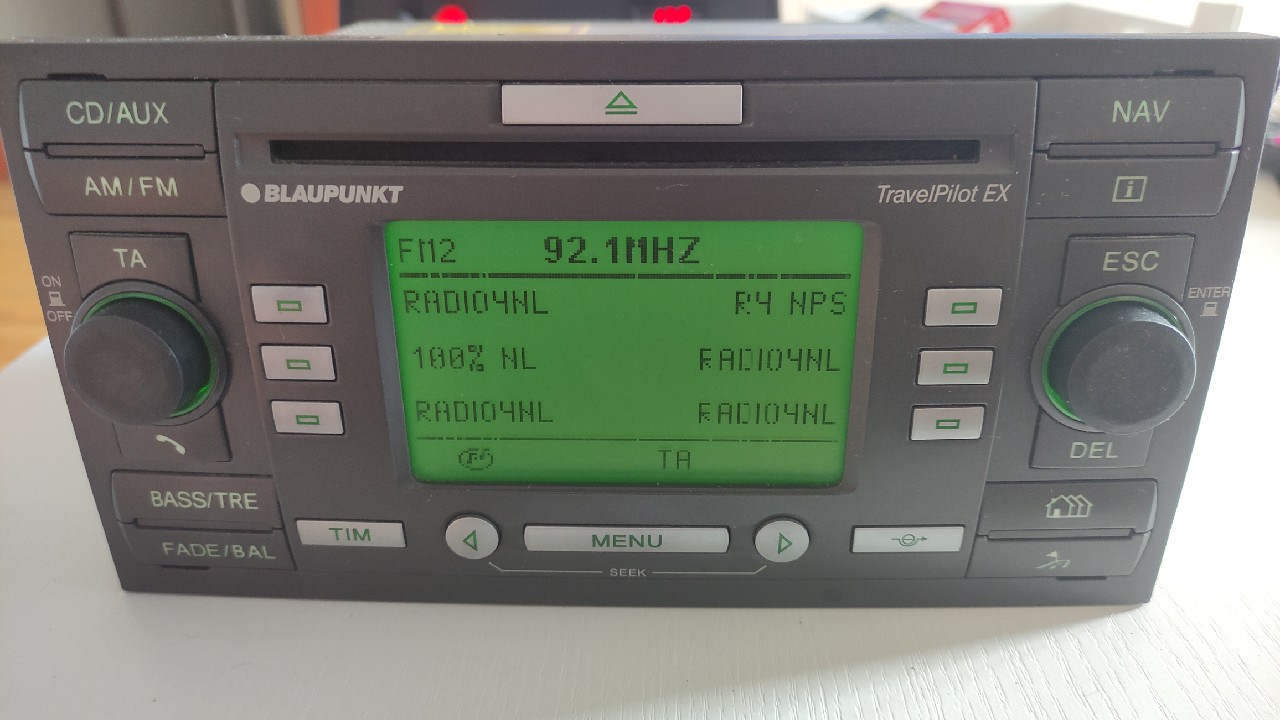 CD/AUX
NAV
AM/FM
BLAUPUNKT
TravelPilot EX
i
TA
ESC
ON
OFF
ENTER
FM2 92.1MHZ
RADIO4NL R4 NPS
100% NL RADIO4NL
RADIO4NL RADIO4NL
TA
DEL
BASS/TRE
FADE/BAL
TIM
MENU
SEEK